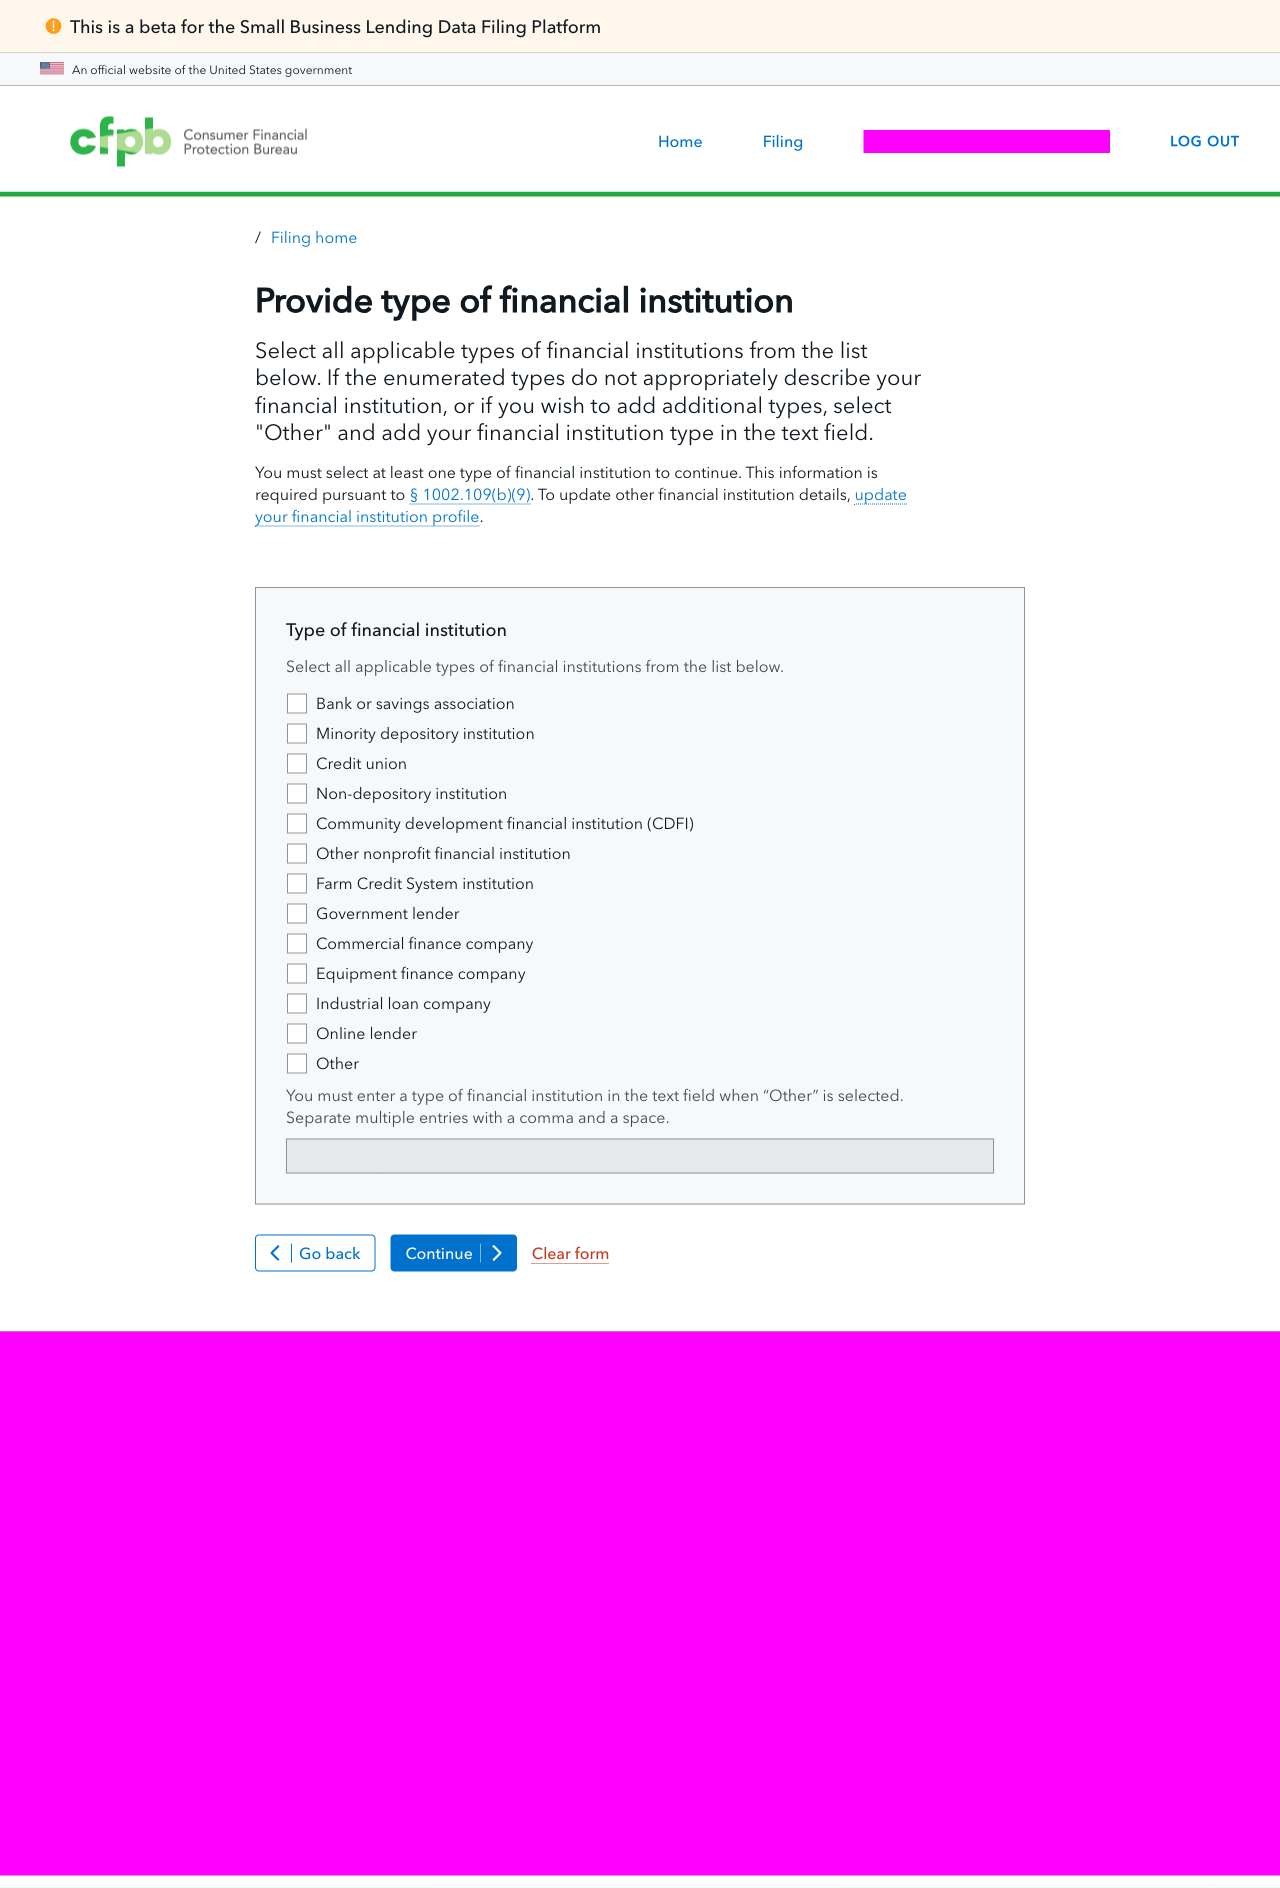 This is a beta for the Small Business Lending Data Filing Platform
An official website of the United States government
cfpb Consumer Financial
Protection Bureau
Home
Filing
LOG OUT
/ Filing home
Provide type of financial institution
Select all applicable types of financial institutions from the list
below. If the enumerated types do not appropriately describe your
financial institution, or if you wish to add additional types, select
"Other" and add your financial institution type in the text field.
You must select at least one type of financial institution to continue. This information is
required pursuant to § 1002.109(b)(9). To update other financial institution details, update
your financial institution profile.
Type of financial institution
Select all applicable types of financial institutions from the list below.
Bank or savings association
Minority depository institution
Credit union
Non-depository institution
Community development financial institution (CDFI)
Other nonprofit financial institution
Farm Credit System institution
Government lender
Commercial finance company
Equipment finance company
Industrial loan company
Online lender
Other
You must enter a type of financial institution in the text field when “Other” is selected.
Separate multiple entries with a comma and a space.
Go back
Continue
Clear form